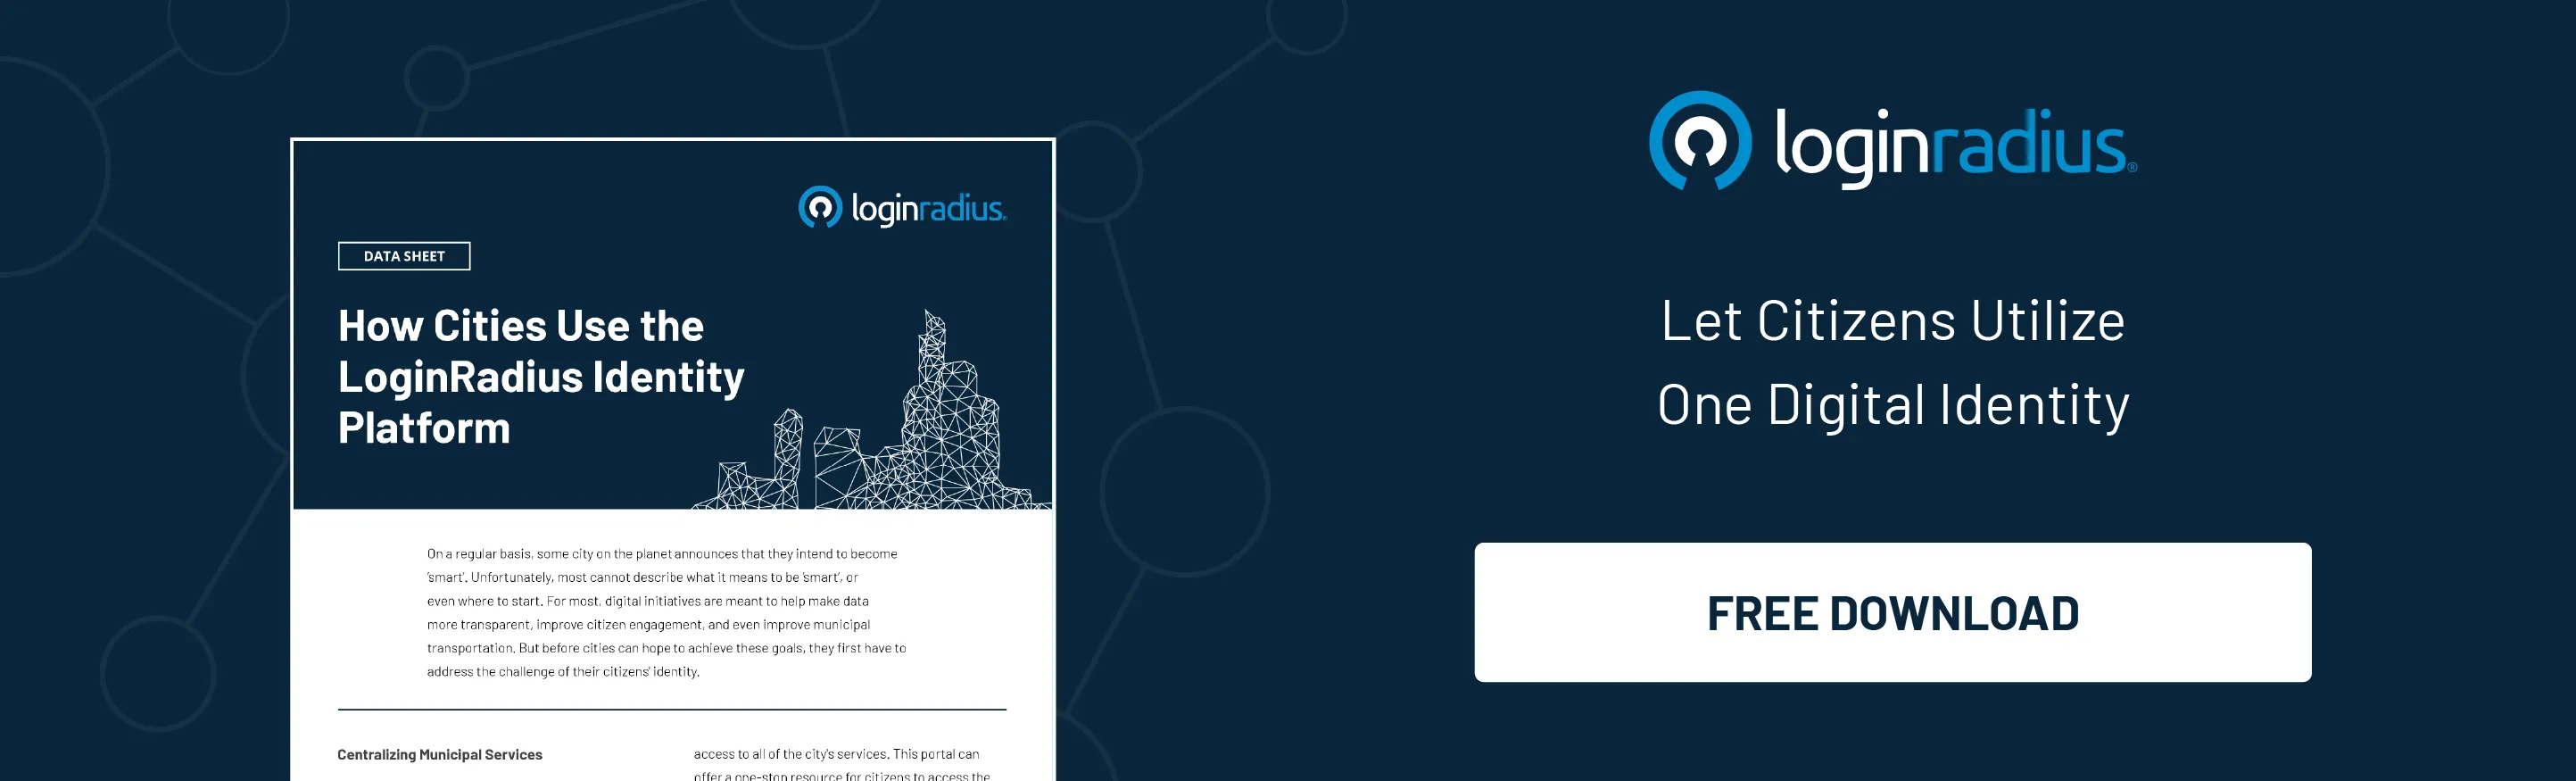 loginradius
DATA SHEET
How Cities Use the
LoginRadius Identity
Platform
On a regular basis, some city on the planet announces that they intend to become
'smart'. Unfortunately, most cannot describe what it means to be 'smart', or
even where to start. For most, digital initiatives are meant to help make data
more transparent, improve citizen engagement, and even improve municipal
transportation. But before cities can hope to achieve these goals, they first have to
address the challenge of their citizens' identity.
Centralizing Municipal Services
access to all of the city's services. This portal can
offer a one-stop resource for citizens to access the
loginradius®
Let Citizens Utilize
One Digital Identity
FREE DOWNLOAD